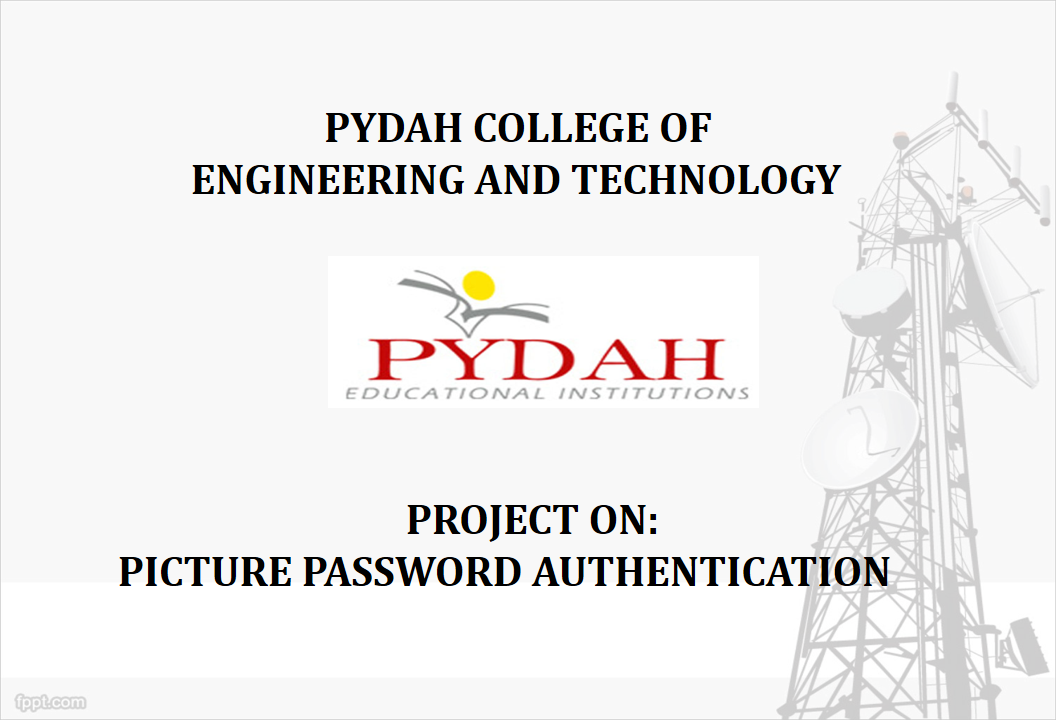 PYDAH COLLEGE OF
ENGINEERING AND TECHNOLOGY
PYDAH
EDUCATIONAL INSTITUTIONS
PROJECT ON:
PICTURE PASSWORD AUTHENTICATION
fppt.com